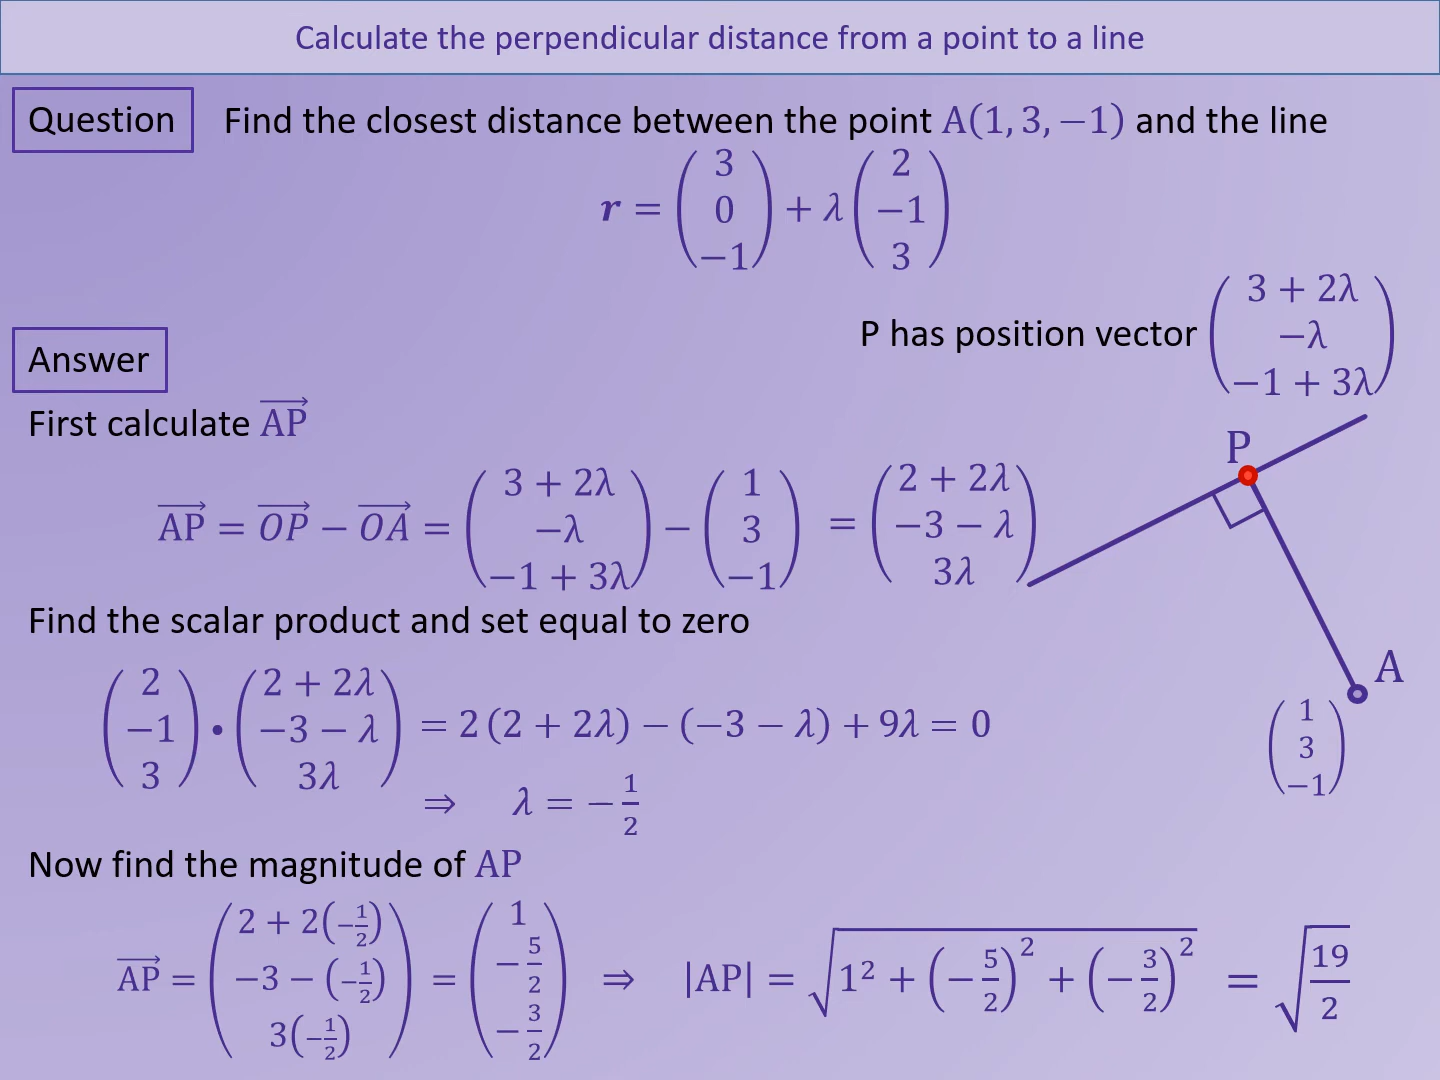 Calculate the perpendicular distance from a point to a line
Question Find the closest distance between the point A(1, 3, −1) and the line
r = (3 0 −1) + λ (2 −1 3)
P has position vector (3 + 2λ −λ −1 + 3λ)
Answer
First calculate AP⃗
P
AP⃗ = OP⃗ − OA⃗ = (3 + 2λ −λ −1 + 3λ) − (1 3 −1) = (2 + 2λ −3 − λ 3λ)
Find the scalar product and set equal to zero
A
(1 3 −1)
(2 −1 3) • (2 + 2λ −3 − λ 3λ) = 2(2 + 2λ) − (−3 − λ) + 9λ = 0
⇒ λ = −1/2
Now find the magnitude of AP
AP⃗ = (2 + 2(−1/2) −3 − (−1/2) 3(−1/2)) = (1 −5/2 −3/2) ⇒ |AP| = √(1² + (−5/2)² + (−3/2)²) = √(19/2)